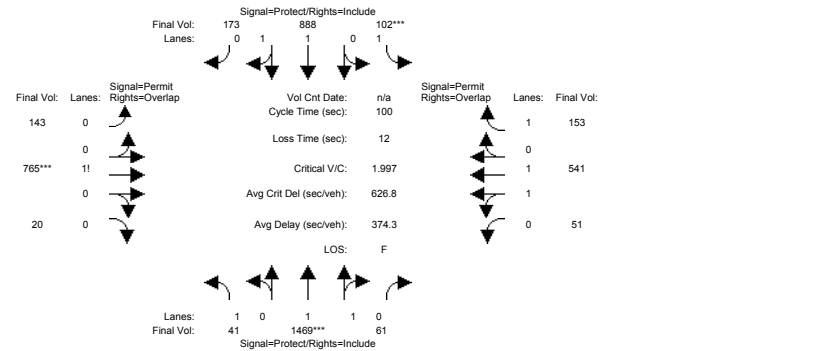 Signal=Protect/Rights=Include
Final Vol: 173 888 102***
Lanes: 0 1 1 0 1
Signal=Permit
Final Vol: Lanes: Rights=Overlap
Vol Cnt Date: n/a
Signal=Permit
Rights=Overlap Lanes: Final Vol:
Cycle Time (sec): 100
143 0
1 153
Loss Time (sec): 12
0
0
765*** 1!
Critical V/C: 1.997
1 541
0
Avg Crit Del (sec/veh): 626.8
1
20 0
Avg Delay (sec/veh): 374.3
0 51
LOS: F
Lanes: 1 0 1 1 0
Final Vol: 41 1469*** 61
Signal=Protect/Rights=Include